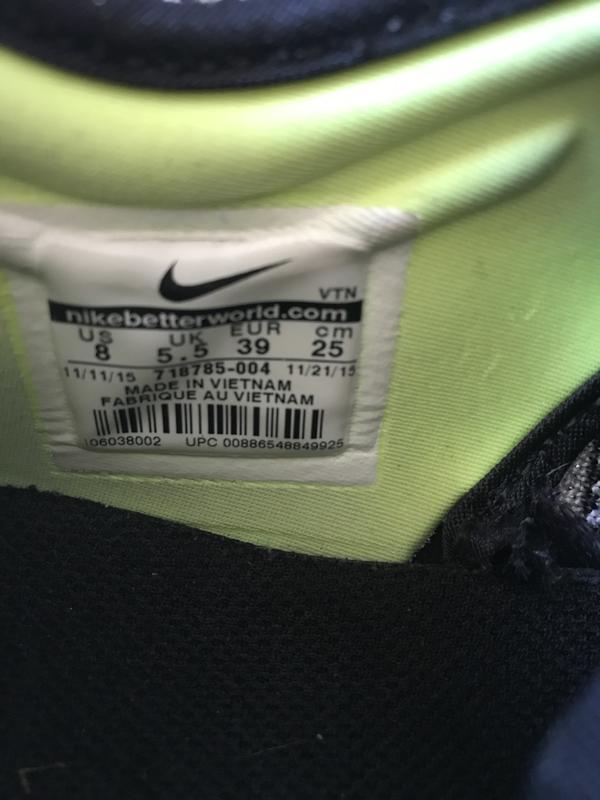 VTN
nikebetterworld.com
US UK EUR cm
8 5.5 39 25
11/11/15 718785-004 11/21/15
MADE IN VIETNAM
FABRIQUE AU VIETNAM
106038002 UPC 00886548849925